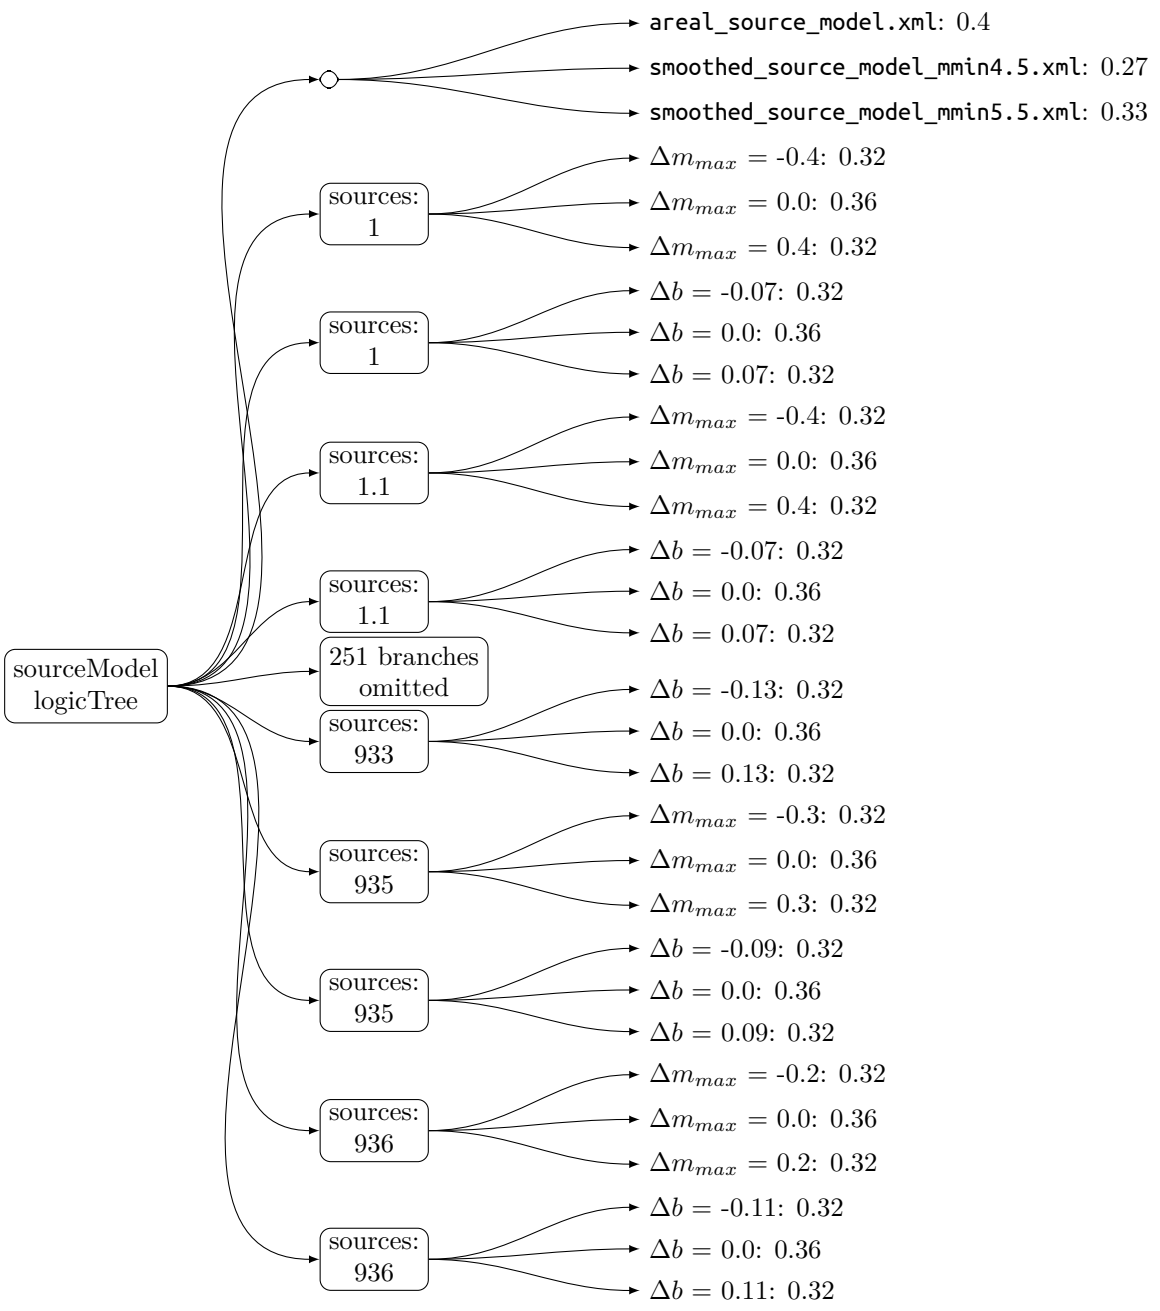 areal_source_model.xml: 0.4
smoothed_source_model_mmin4.5.xml: 0.27
smoothed_source_model_mmin5.5.xml: 0.33
sources:
1
Δm_max = -0.4: 0.32
Δm_max = 0.0: 0.36
Δm_max = 0.4: 0.32
sources:
1
Δb = -0.07: 0.32
Δb = 0.0: 0.36
Δb = 0.07: 0.32
sources:
1.1
Δm_max = -0.4: 0.32
Δm_max = 0.0: 0.36
Δm_max = 0.4: 0.32
sources:
1.1
Δb = -0.07: 0.32
Δb = 0.0: 0.36
Δb = 0.07: 0.32
sourceModel
logicTree
251 branches
omitted
sources:
933
Δb = -0.13: 0.32
Δb = 0.0: 0.36
Δb = 0.13: 0.32
sources:
935
Δm_max = -0.3: 0.32
Δm_max = 0.0: 0.36
Δm_max = 0.3: 0.32
sources:
935
Δb = -0.09: 0.32
Δb = 0.0: 0.36
Δb = 0.09: 0.32
sources:
936
Δm_max = -0.2: 0.32
Δm_max = 0.0: 0.36
Δm_max = 0.2: 0.32
sources:
936
Δb = -0.11: 0.32
Δb = 0.0: 0.36
Δb = 0.11: 0.32